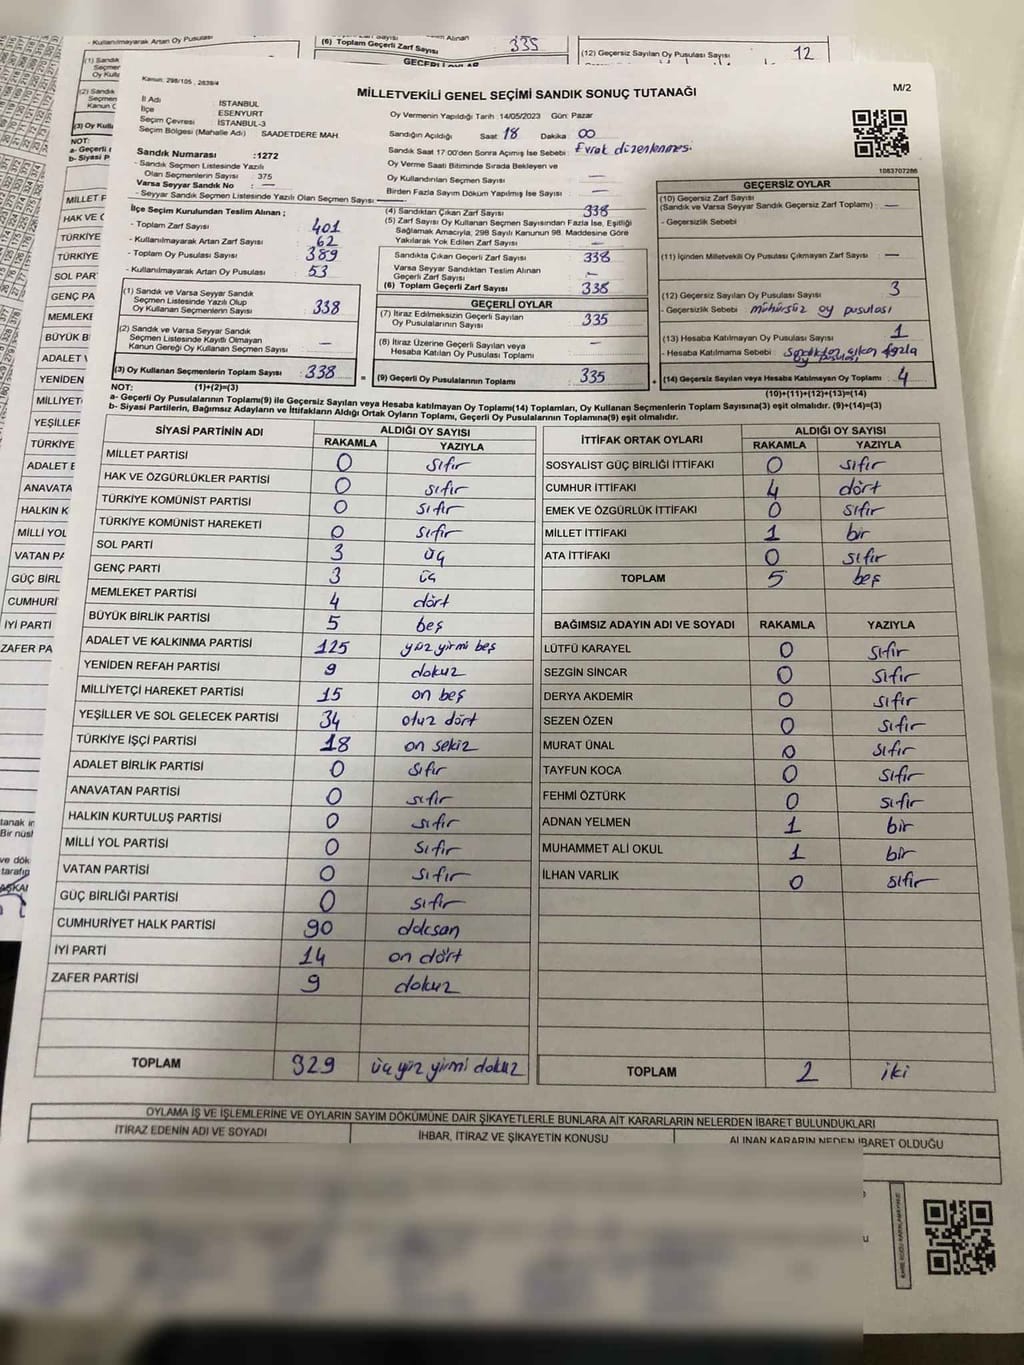 - Kullanılmayarak Artan Oy Pusulası
(6) Toplam Geçerli Zarf Sayısı 335
(12) Geçersiz Sayılan Oy Pusulası Sayısı 12
Kanun: 298/105 , 2839/4
MİLLETVEKİLİ GENEL SEÇİMİ SANDIK SONUÇ TUTANAĞI
M/2
İl Adı : İSTANBUL
İlçe ESENYURT
Seçim Çevresi : İSTANBUL-3
Seçim Bölgesi (Mahalle Adı) SAADETDERE MAH.
Oy Vermenin Yapıldığı Tarih :14/05/2023 Gün: Pazar
Sandığın Açıldığı Saat 18 Dakika 00
Sandık Saat 17:00'den Sonra Açımış İse Sebebi: Evrak düzenlenmesi
Oy Verme Saati Bitiminde Sırada Bekleyen ve
Oy Kullandırılan Seçmen Sayısı —
Birden Fazla Sayım Döküm Yapılmış İse Sayısı —
1083707286
Sandık Numarası :1272
- Sandık Seçmen Listesinde Yazılı
Olan Seçmenlerin Sayısı 375
Varsa Seyyar Sandık No : —
- Seyyar Sandık Seçmen Listesinde Yazılı Olan Seçmen Sayısı —
İlçe Seçim Kurulundan Teslim Alınan ;
- Toplam Zarf Sayısı 401
- Kullanılmayarak Artan Zarf Sayısı 62
- Toplam Oy Pusulası Sayısı 389
- Kullanılmayarak Artan Oy Pusulası 53
(4) Sandıktan Çıkan Zarf Sayısı 338
(5) Zarf Sayısı Oy Kullanan Seçmen Sayısından Fazla İse, Eşitliği
Sağlamak Amacıyla, 298 Sayılı Kanunun 98. Maddesine Göre
Yakılarak Yok Edilen Zarf Sayısı —
Sandıkta Çıkan Geçerli Zarf Sayısı 338
Varsa Seyyar Sandıktan Teslim Alınan
Geçerli Zarf Sayısı —
(6) Toplam Geçerli Zarf Sayısı 338
GEÇERSİZ OYLAR
(10) Geçersiz Zarf Sayısı
(Sandık ve Varsa Seyyar Sandık Geçersiz Zarf Toplamı) : —
- Geçersizlik Sebebi
(11) İçinden Milletvekili Oy Pusulası Çıkmayan Zarf Sayısı —
(12) Geçersiz Sayılan Oy Pusulası Sayısı 3
- Geçersizlik Sebebi : mühürsüz oy pusulası
(13) Hesaba Katılmayan Oy Pusulası Sayısı 1
- Hesaba Katılmama Sebebi : Sandıktan çıkan fazla
oy pusulası
(14) Geçersiz Sayılan veya Hesaba Katılmayan Oy Toplamı : 4
(10)+(11)+(12)+(13)=(14)
(1) Sandık ve Varsa Seyyar Sandık
Seçmen Listesinde Yazılı Olup
Oy Kullanan Seçmenlerin Sayısı 338
(2) Sandık ve Varsa Seyyar Sandık
Seçmen Listesinde Kayıtlı Olmayan
Kanun Gereği Oy Kullanan Seçmen Sayısı —
(3) Oy Kullanan Seçmenlerin Toplam Sayısı 338
(1)+(2)=(3)
GEÇERLİ OYLAR
(7) İtiraz Edilmeksizin Geçerli Sayılan
Oy Pusulalarının Sayısı 335
(8) İtiraz Üzerine Geçerli Sayılan veya
Hesaba Katılan Oy Pusulası Toplamı —
= (9) Geçerli Oy Pusulalarının Toplamı 335 +
NOT:
a- Geçerli Oy Pusulalarının Toplamı(9) ile Geçersiz Sayılan veya Hesaba katılmayan Oy Toplamı(14) Toplamları, Oy Kullanan Seçmenlerin Toplam Sayısına(3) eşit olmalıdır. (9)+(14)=(3)
b- Siyasi Partilerin, Bağımsız Adayların ve İttifakların Aldığı Ortak Oyların Toplamı, Geçerli Oy Pusulalarının Toplamına(9) eşit olmalıdır.
SİYASİ PARTİNİN ADI ALDIĞI OY SAYISI
RAKAMLA YAZIYLA
MİLLET PARTİSİ 0 sıfır
HAK VE ÖZGÜRLÜKLER PARTİSİ 0 sıfır
TÜRKİYE KOMÜNİST PARTİSİ 0 sıfır
TÜRKİYE KOMÜNİST HAREKETİ 0 sıfır
SOL PARTİ 3 üç
GENÇ PARTİ 3 üç
MEMLEKET PARTİSİ 4 dört
BÜYÜK BİRLİK PARTİSİ 5 beş
ADALET VE KALKINMA PARTİSİ 125 yüz yirmi beş
YENİDEN REFAH PARTİSİ 9 dokuz
MİLLİYETÇİ HAREKET PARTİSİ 15 on beş
YEŞİLLER VE SOL GELECEK PARTİSİ 34 otuz dört
TÜRKİYE İŞÇİ PARTİSİ 18 on sekiz
ADALET BİRLİK PARTİSİ 0 sıfır
ANAVATAN PARTİSİ 0 sıfır
HALKIN KURTULUŞ PARTİSİ 0 sıfır
MİLLİ YOL PARTİSİ 0 sıfır
VATAN PARTİSİ 0 sıfır
GÜÇ BİRLİĞİ PARTİSİ 0 sıfır
CUMHURİYET HALK PARTİSİ 90 doksan
İYİ PARTİ 14 on dört
ZAFER PARTİSİ 9 dokuz
TOPLAM 329 üç yüz yirmi dokuz
İTTİFAK ORTAK OYLARI ALDIĞI OY SAYISI
RAKAMLA YAZIYLA
SOSYALİST GÜÇ BİRLİĞİ İTTİFAKI 0 sıfır
CUMHUR İTTİFAKI 4 dört
EMEK VE ÖZGÜRLÜK İTTİFAKI 0 sıfır
MİLLET İTTİFAKI 1 bir
ATA İTTİFAKI 0 sıfır
TOPLAM 5 beş
BAĞIMSIZ ADAYIN ADI VE SOYADI RAKAMLA YAZIYLA
LÜTFÜ KARAYEL 0 sıfır
SEZGİN SİNCAR 0 sıfır
DERYA AKDEMİR 0 sıfır
SEZEN ÖZEN 0 sıfır
MURAT ÜNAL 0 sıfır
TAYFUN KOCA 0 sıfır
FEHMİ ÖZTÜRK 0 sıfır
ADNAN YELMEN 1 bir
MUHAMMET ALİ OKUL 1 bir
İLHAN VARLIK 0 sıfır
TOPLAM 2 iki
OYLAMA İŞ VE İŞLEMLERİNE VE OYLARIN SAYIM DÖKÜMÜNE DAİR ŞİKAYETLERLE BUNLARA AİT KARARLARIN NELERDEN İBARET BULUNDUKLARI
İTİRAZ EDENİN ADI VE SOYADI İHBAR, İTİRAZ VE ŞİKAYETİN KONUSU ALINAN KARARIN NEDEN İBARET OLDUĞU